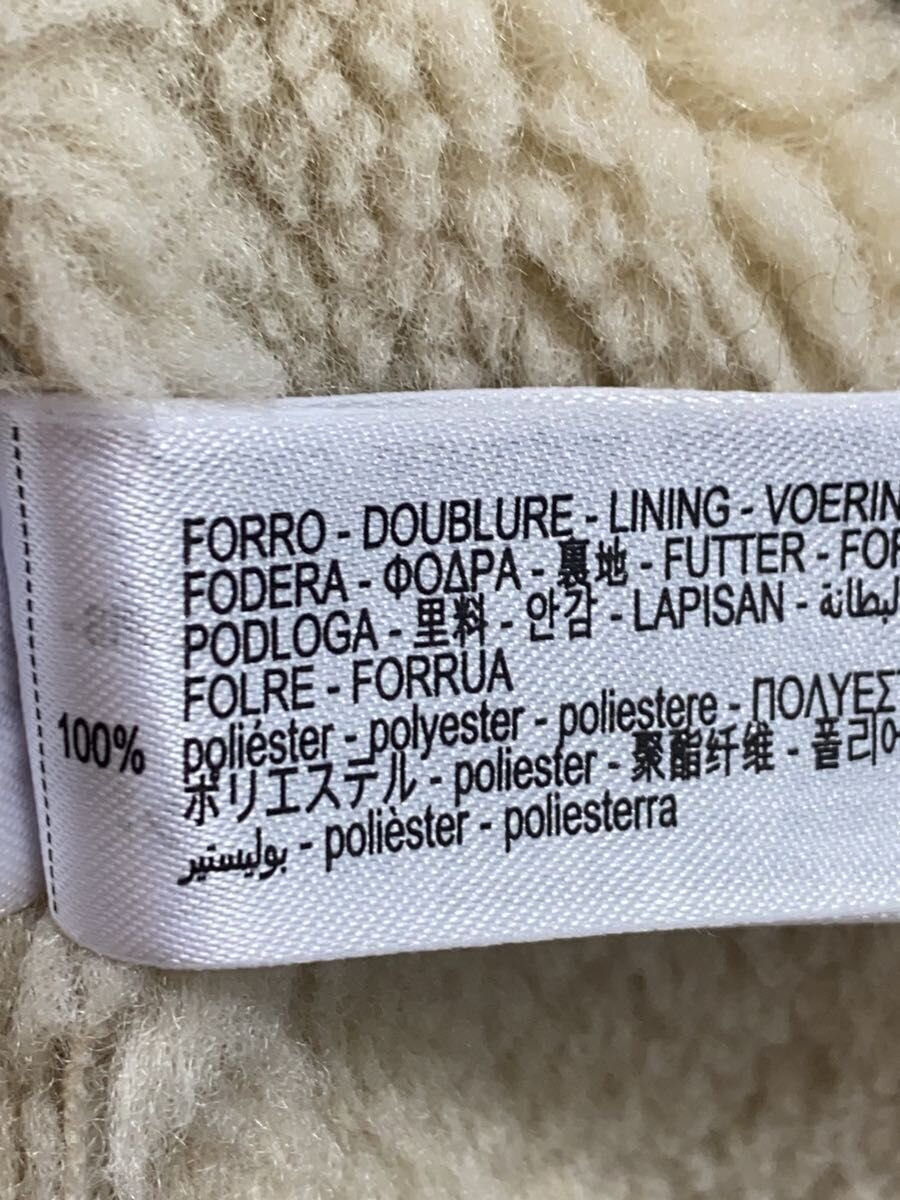 FORRO - DOUBLURE - LINING - VOERIN
FODERA - ΦΟΔΡΑ - 裏地 - FUTTER - FOR
PODLOGA - 里料 - 안감 - LAPISAN - البطانة
FOLRE - FORRUA
100% poliéster - polyester - poliestere - ΠΟΛΥΕΣΤ
ポリエステル - poliester - 聚酯纤维 - 폴리에
بوليستير - polièster - poliesterra